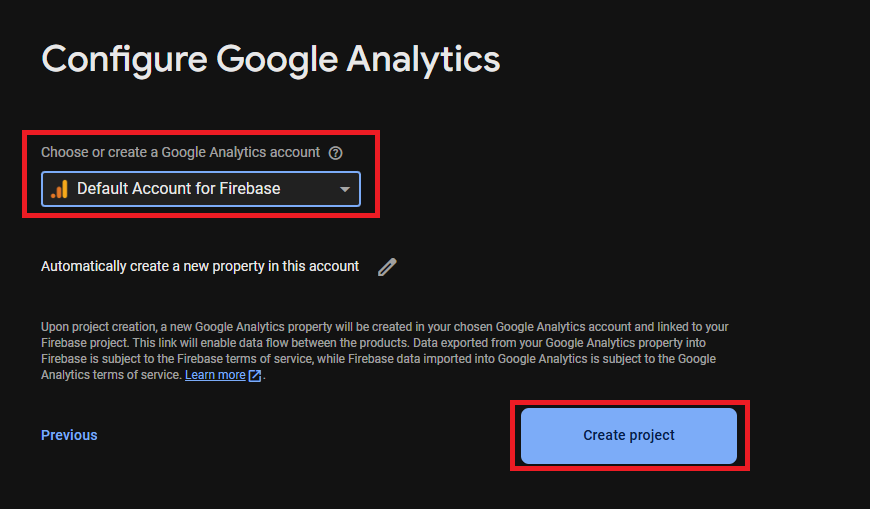 Configure Google Analytics
Choose or create a Google Analytics account
Default Account for Firebase
Automatically create a new property in this account
Upon project creation, a new Google Analytics property will be created in your chosen Google Analytics account and linked to your
Firebase project. This link will enable data flow between the products. Data exported from your Google Analytics property into
Firebase is subject to the Firebase terms of service, while Firebase data imported into Google Analytics is subject to the Google
Analytics terms of service. Learn more.
Previous
Create project